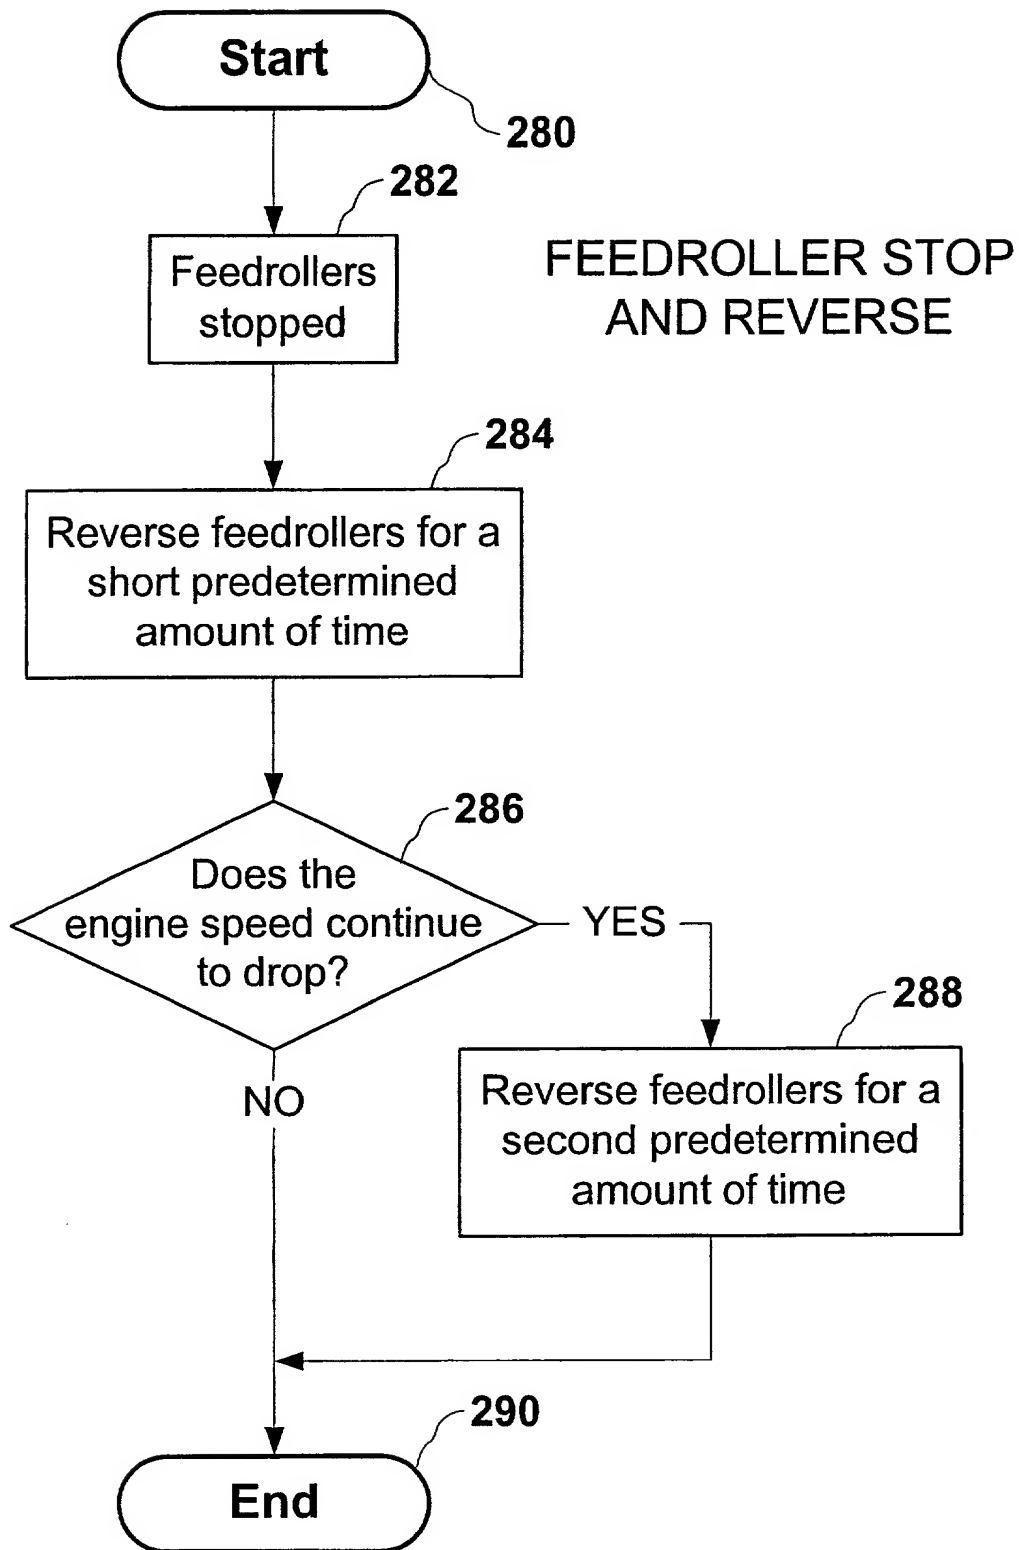 Start
280
282
Feedrollers
stopped
FEEDROLLER STOP
AND REVERSE
284
Reverse feedrollers for a
short predetermined
amount of time
286
Does the
engine speed continue
to drop?
YES
288
NO
Reverse feedrollers for a
second predetermined
amount of time
290
End